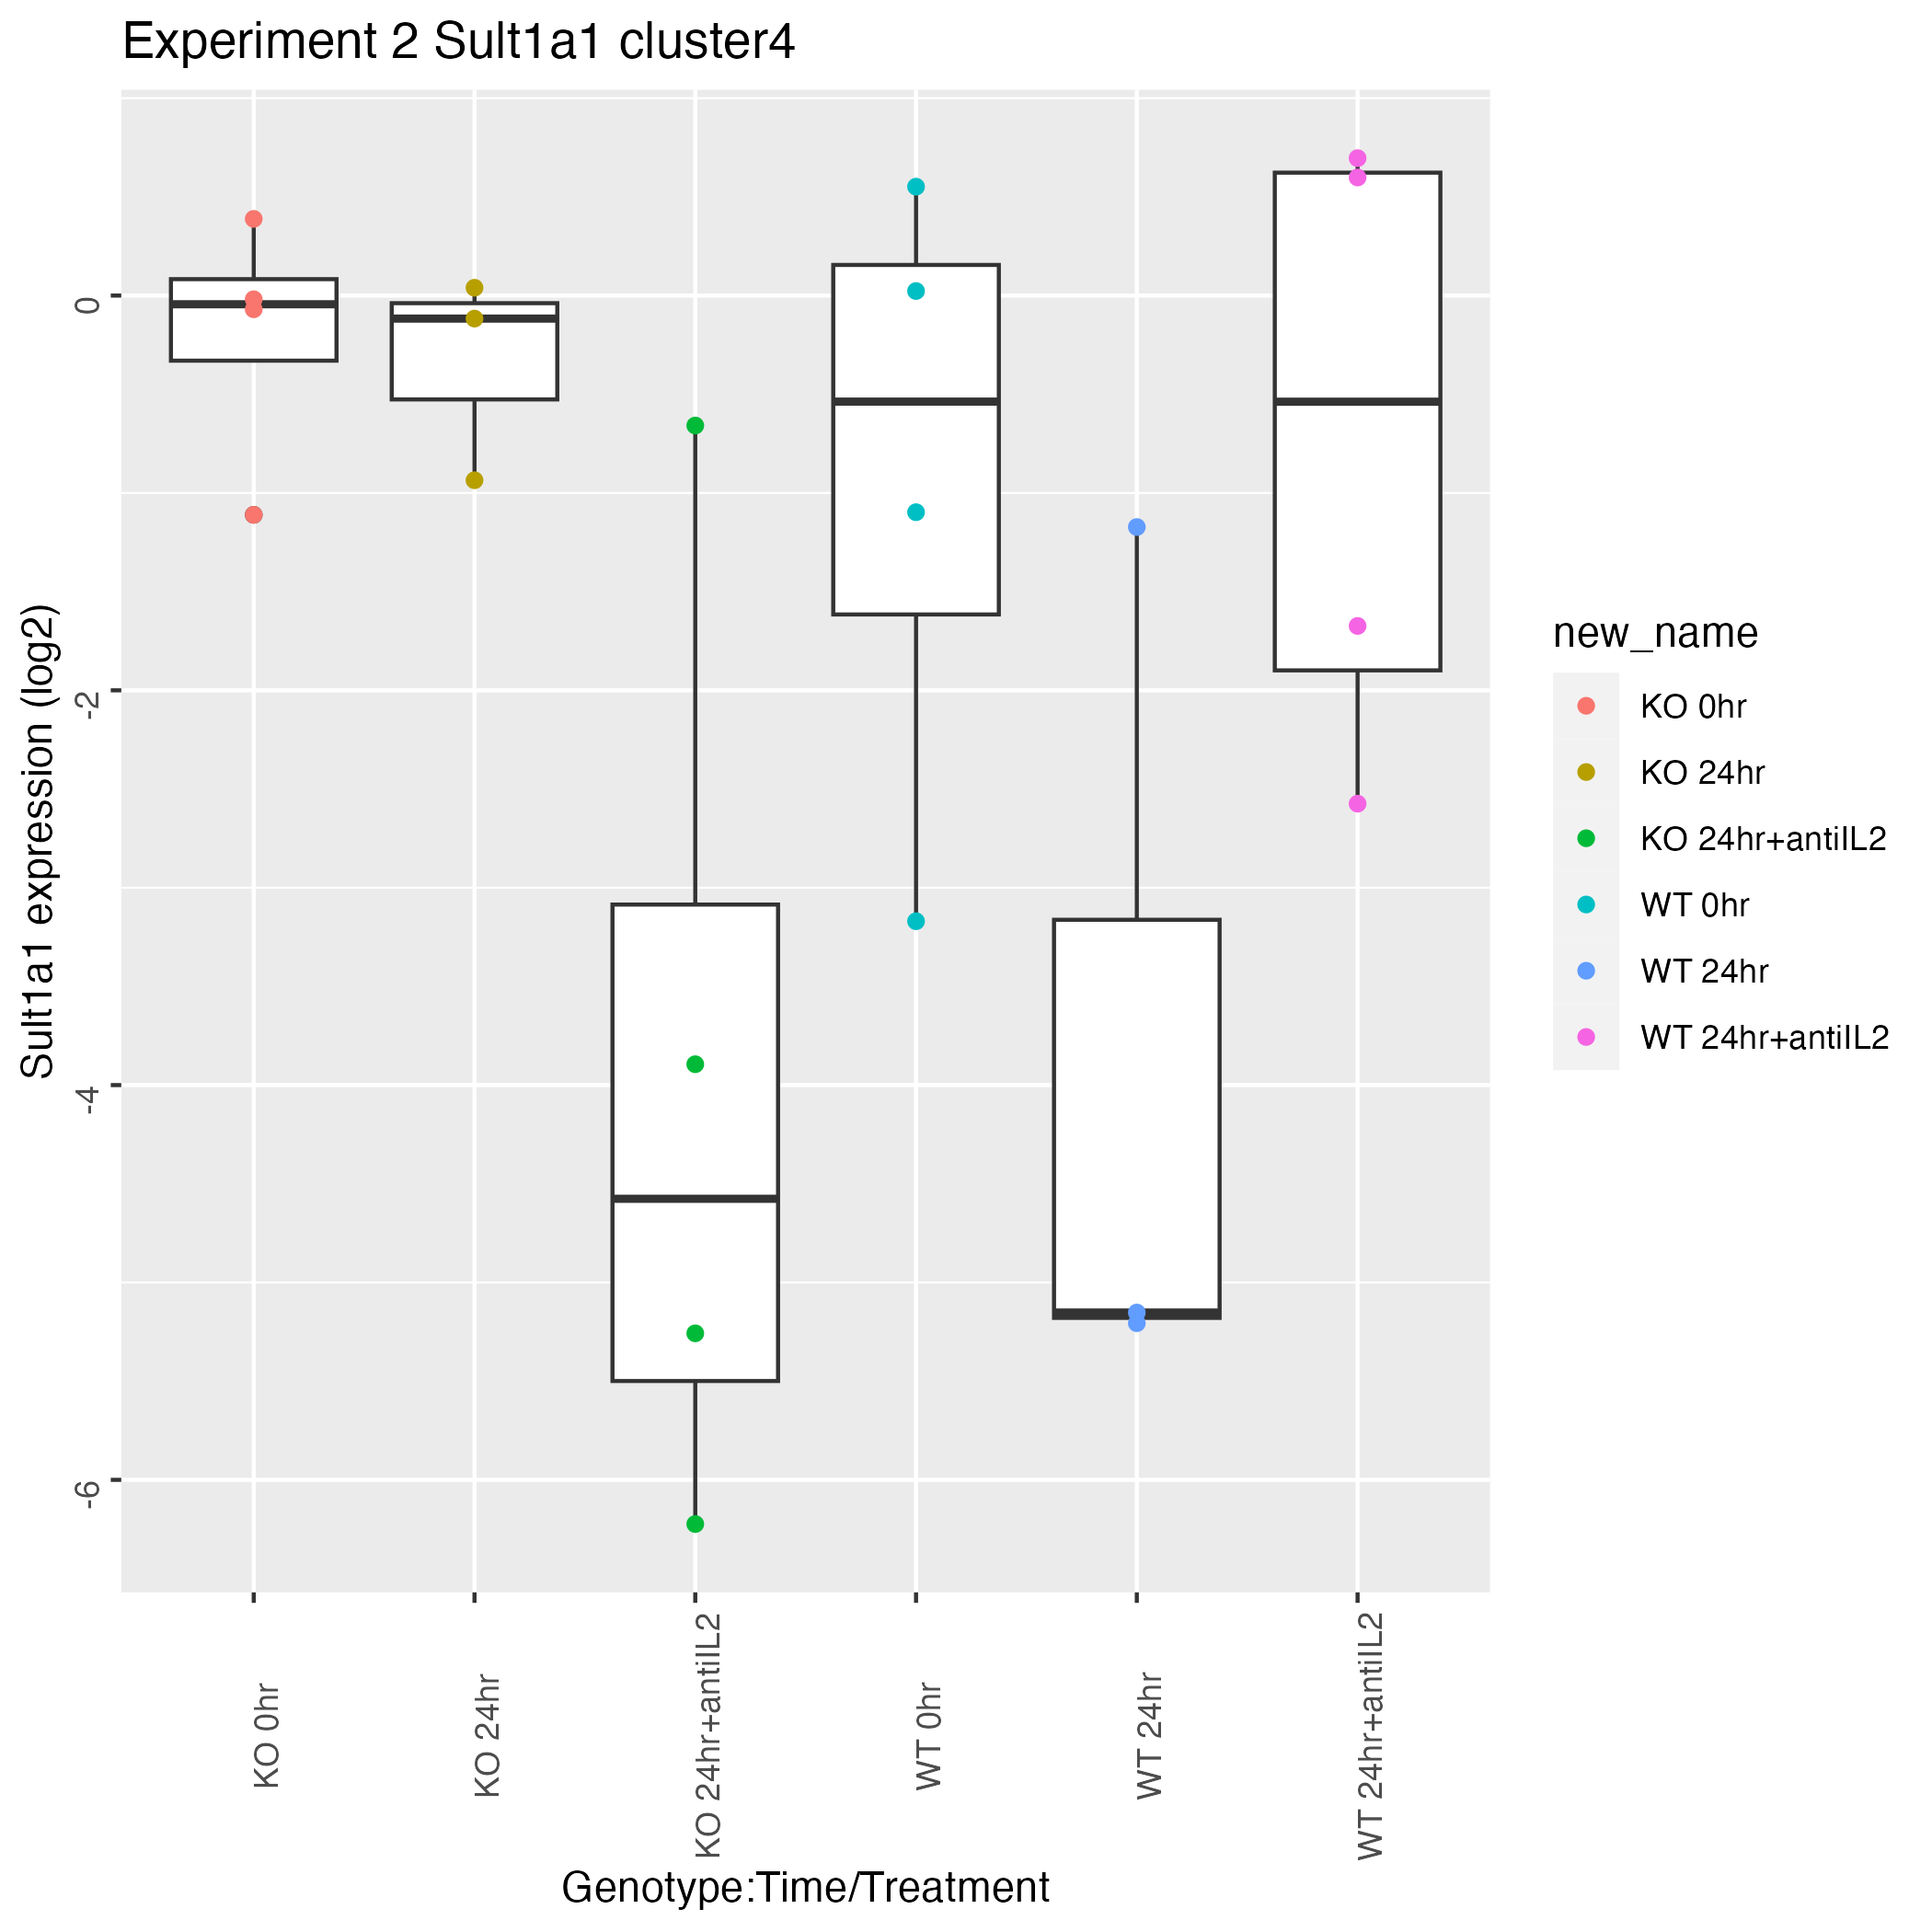 Experiment 2 Sult1a1 cluster4
Sult1a1 expression (log2)
0
-2
-4
-6
KO 0hr
KO 24hr
KO 24hr+antiIL2
WT 0hr
WT 24hr
WT 24hr+antiIL2
Genotype:Time/Treatment
new_name
KO 0hr
KO 24hr
KO 24hr+antiIL2
WT 0hr
WT 24hr
WT 24hr+antiIL2